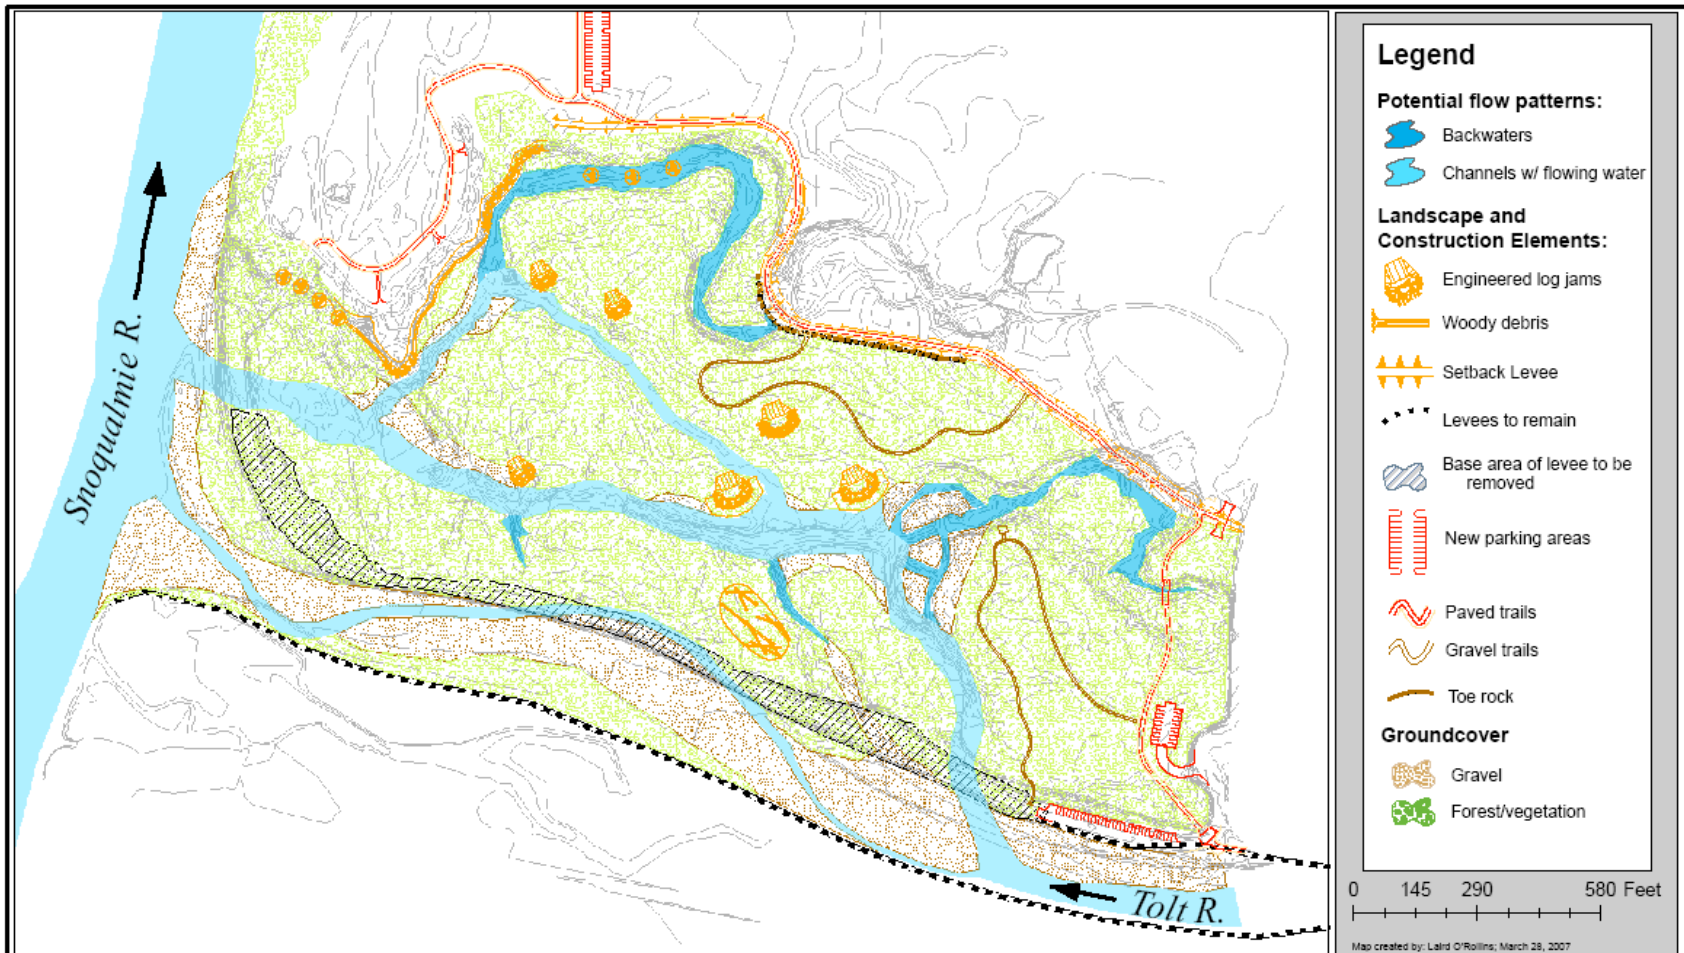 Snoqualmie R.
Tolt R.
Legend
Potential flow patterns:
Backwaters
Channels w/ flowing water
Landscape and
Construction Elements:
Engineered log jams
Woody debris
Setback Levee
Levees to remain
Base area of levee to be
removed
New parking areas
Paved trails
Gravel trails
Toe rock
Groundcover
Gravel
Forest/vegetation
0 145 290 580 Feet
Map created by: Laird O'Rollins; March 28, 2007